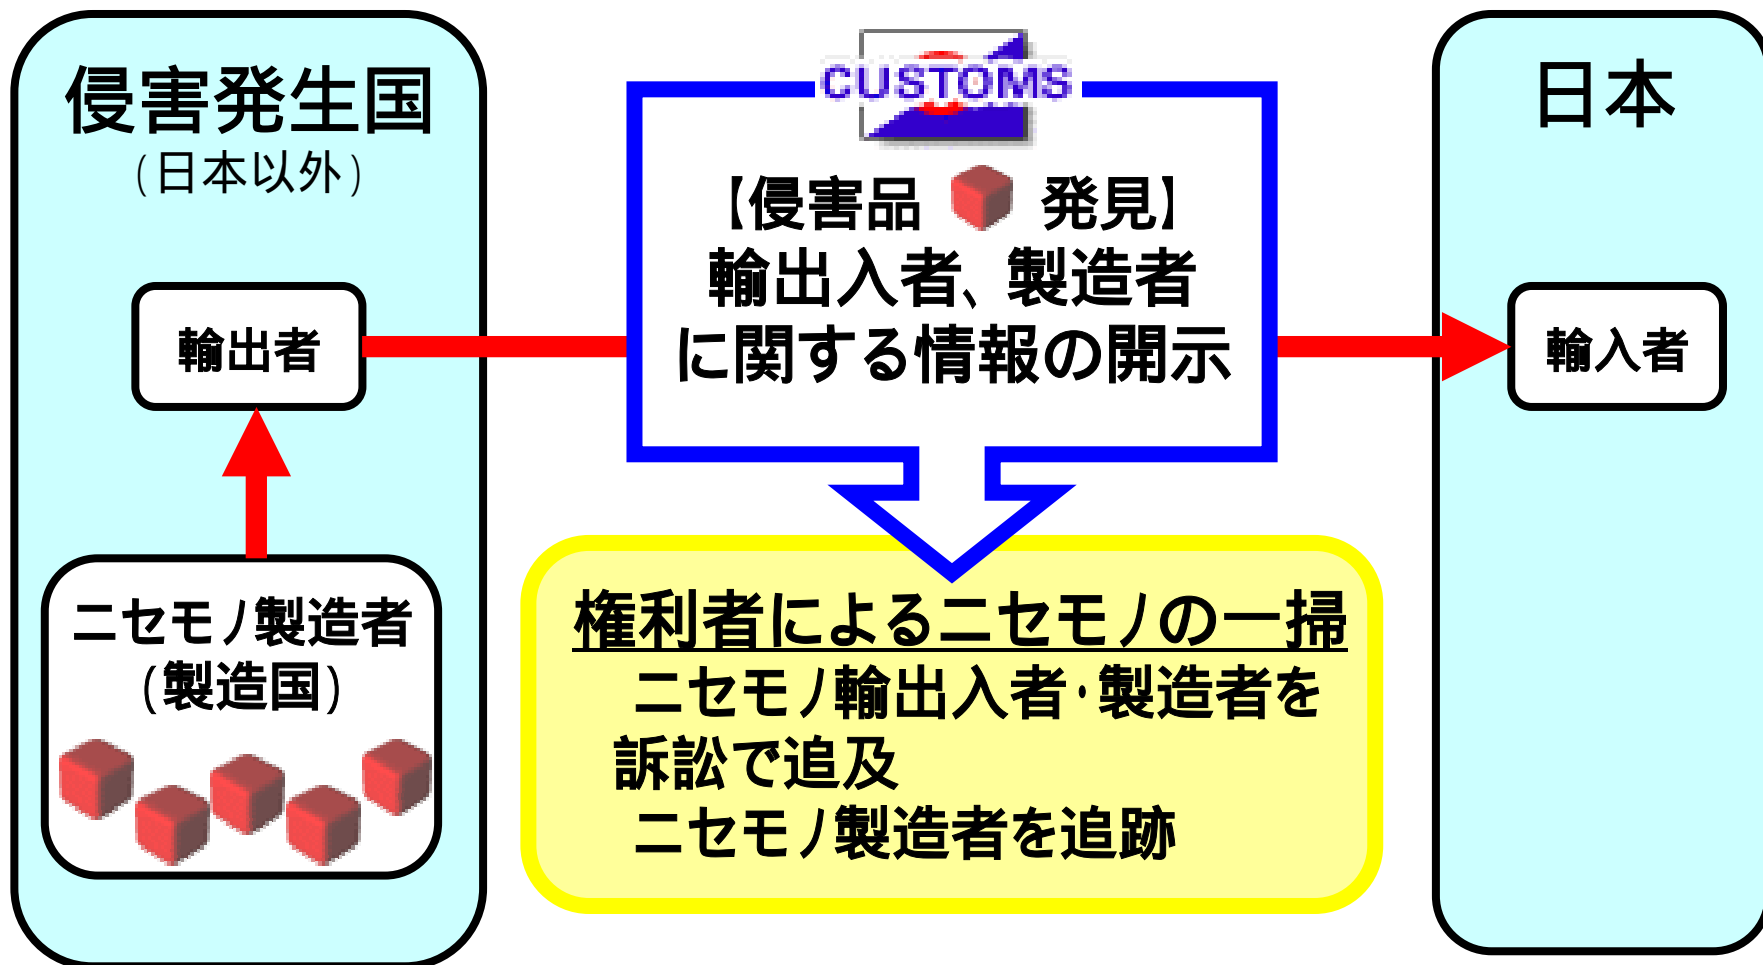 侵害発生国
（日本以外）
輸出者
ニセモノ製造者
（製造国）
CUSTOMS
【侵害品 発見】
輸出入者、製造者
に関する情報の開示
権利者によるニセモノの一掃
ニセモノ輸出入者・製造者を
訴訟で追及
ニセモノ製造者を追跡
日本
輸入者